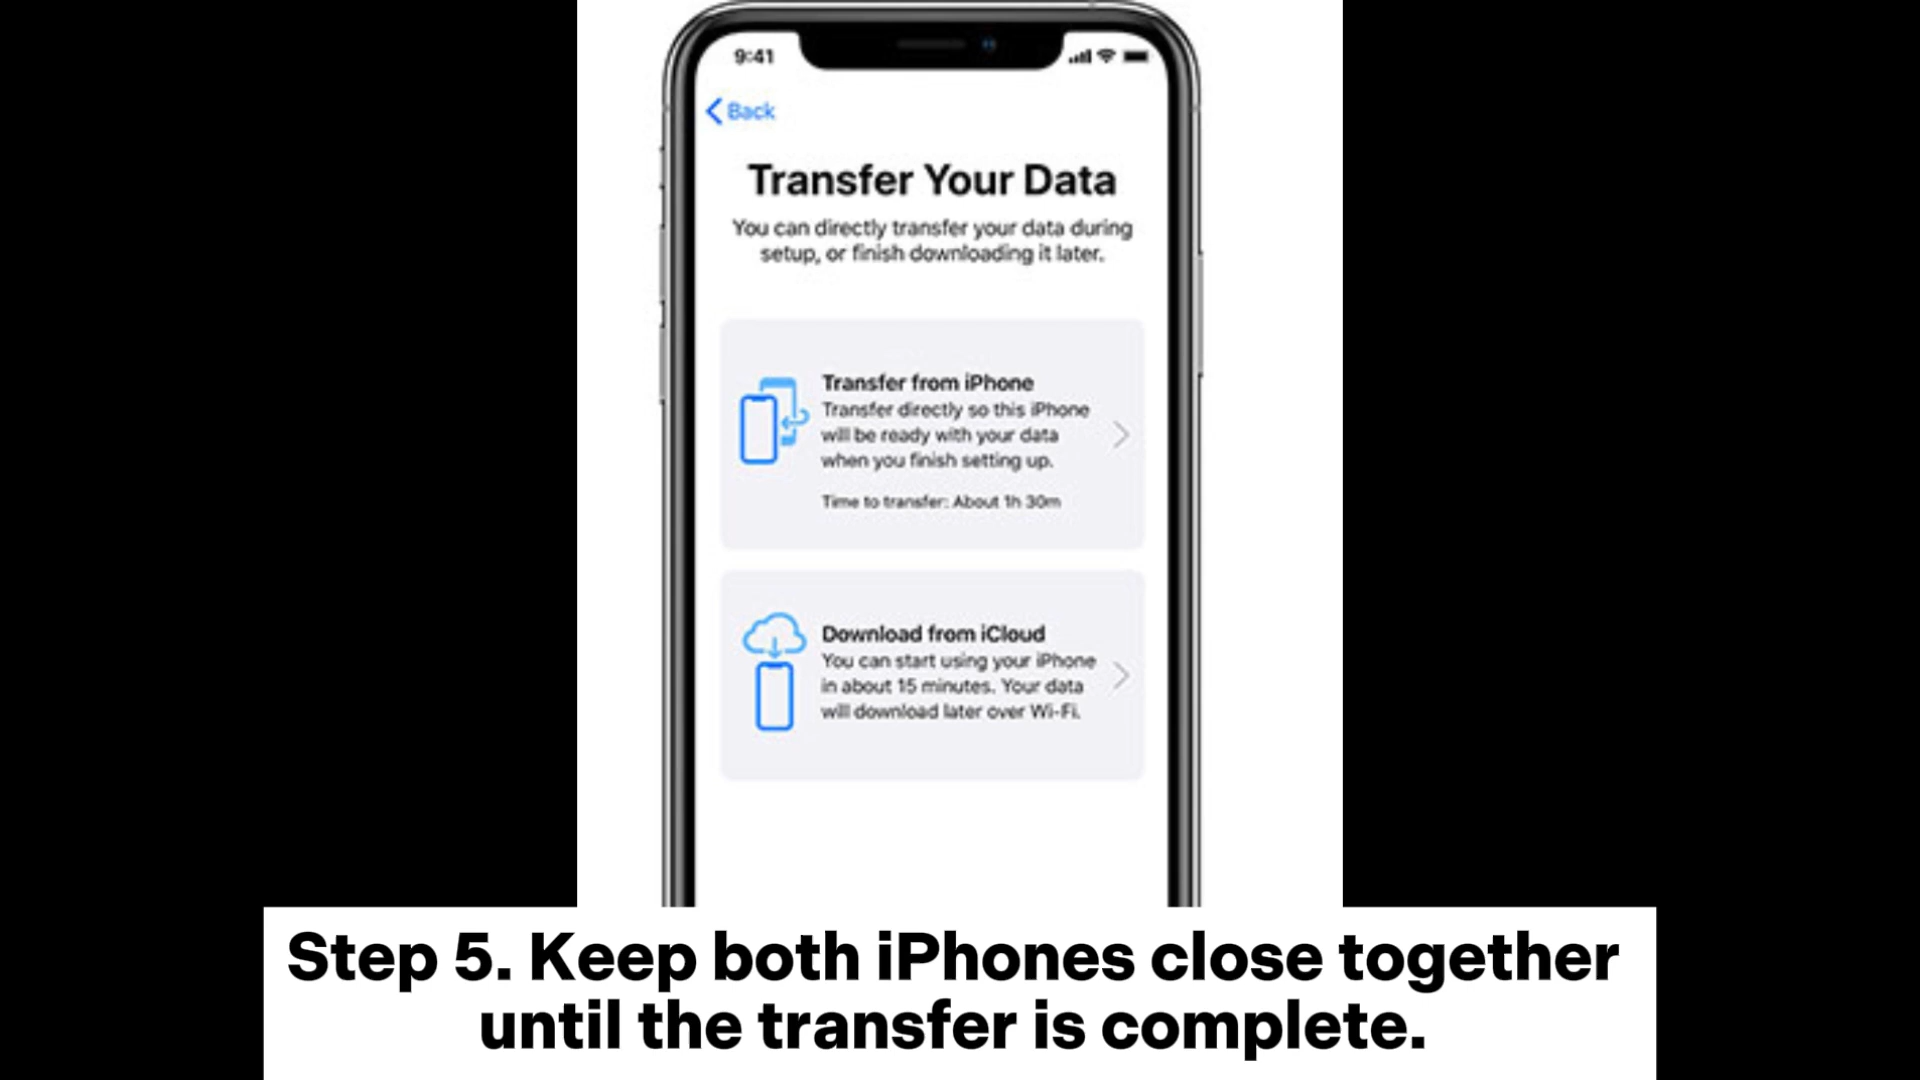 9:41
Back
Transfer Your Data
You can directly transfer your data during
setup, or finish downloading it later.
Transfer from iPhone
Transfer directly so this iPhone
will be ready with your data
when you finish setting up.
Time to transfer: About 1h 30m
Download from iCloud
You can start using your iPhone
in about 15 minutes. Your data
will download later over Wi-Fi.
Step 5. Keep both iPhones close together
until the transfer is complete.